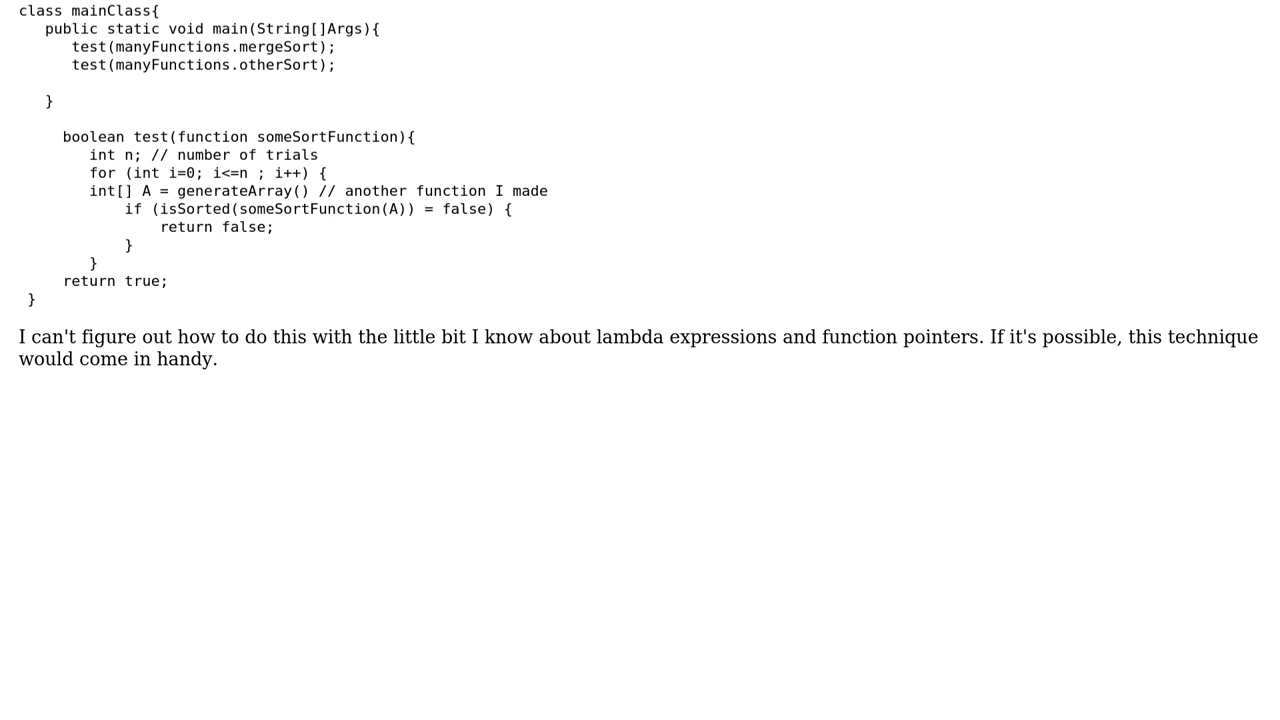 class mainClass{
public static void main(String[]Args){
test(manyFunctions.mergeSort);
test(manyFunctions.otherSort);
}
boolean test(function someSortFunction){
int n; // number of trials
for (int i=0; i<=n ; i++) {
int[] A = generateArray() // another function I made
if (isSorted(someSortFunction(A)) = false) {
return false;
}
}
return true;
}
I can't figure out how to do this with the little bit I know about lambda expressions and function pointers. If it's possible, this technique
would come in handy.